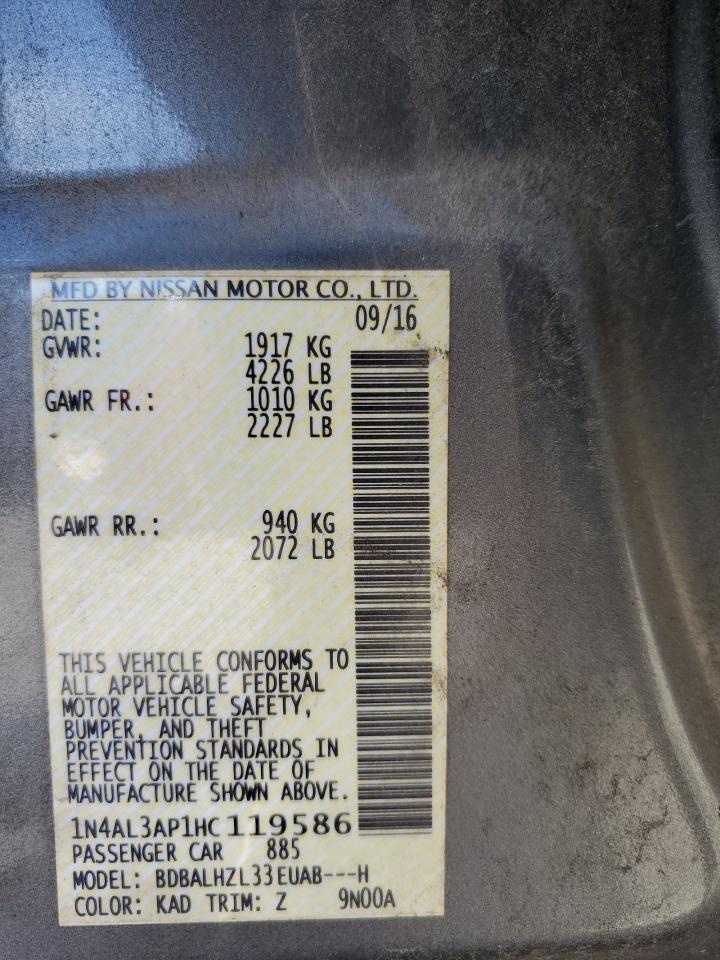 MFD BY NISSAN MOTOR CO., LTD.
DATE: 09/16
GVWR: 1917 KG
4226 LB
GAWR FR.: 1010 KG
2227 LB
GAWR RR.: 940 KG
2072 LB
THIS VEHICLE CONFORMS TO
ALL APPLICABLE FEDERAL
MOTOR VEHICLE SAFETY,
BUMPER, AND THEFT
PREVENTION STANDARDS IN
EFFECT ON THE DATE OF
MANUFACTURE SHOWN ABOVE.
1N4AL3AP1HC119586
PASSENGER CAR 885
MODEL: BDBALHZL33EUAB---H
COLOR: KAD TRIM: Z 9N00A